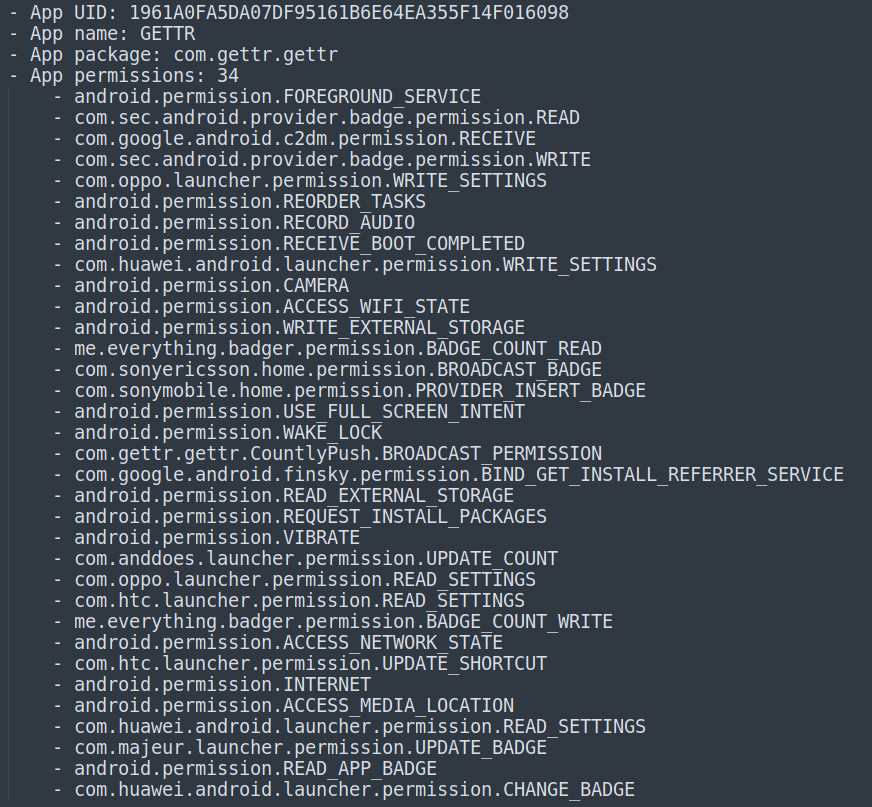 - App UID: 1961A0FA5DA07DF95161B6E64EA355F14F016098
- App name: GETTR
- App package: com.gettr.gettr
- App permissions: 34
- android.permission.FOREGROUND_SERVICE
- com.sec.android.provider.badge.permission.READ
- com.google.android.c2dm.permission.RECEIVE
- com.sec.android.provider.badge.permission.WRITE
- com.oppo.launcher.permission.WRITE_SETTINGS
- android.permission.REORDER_TASKS
- android.permission.RECORD_AUDIO
- android.permission.RECEIVE_BOOT_COMPLETED
- com.huawei.android.launcher.permission.WRITE_SETTINGS
- android.permission.CAMERA
- android.permission.ACCESS_WIFI_STATE
- android.permission.WRITE_EXTERNAL_STORAGE
- me.everything.badger.permission.BADGE_COUNT_READ
- com.sonyericsson.home.permission.BROADCAST_BADGE
- com.sonymobile.home.permission.PROVIDER_INSERT_BADGE
- android.permission.USE_FULL_SCREEN_INTENT
- android.permission.WAKE_LOCK
- com.gettr.gettr.CountlyPush.BROADCAST_PERMISSION
- com.google.android.finsky.permission.BIND_GET_INSTALL_REFERRER_SERVICE
- android.permission.READ_EXTERNAL_STORAGE
- android.permission.REQUEST_INSTALL_PACKAGES
- android.permission.VIBRATE
- com.anddoes.launcher.permission.UPDATE_COUNT
- com.oppo.launcher.permission.READ_SETTINGS
- com.htc.launcher.permission.READ_SETTINGS
- me.everything.badger.permission.BADGE_COUNT_WRITE
- android.permission.ACCESS_NETWORK_STATE
- com.htc.launcher.permission.UPDATE_SHORTCUT
- android.permission.INTERNET
- android.permission.ACCESS_MEDIA_LOCATION
- com.huawei.android.launcher.permission.READ_SETTINGS
- com.majeur.launcher.permission.UPDATE_BADGE
- android.permission.READ_APP_BADGE
- com.huawei.android.launcher.permission.CHANGE_BADGE